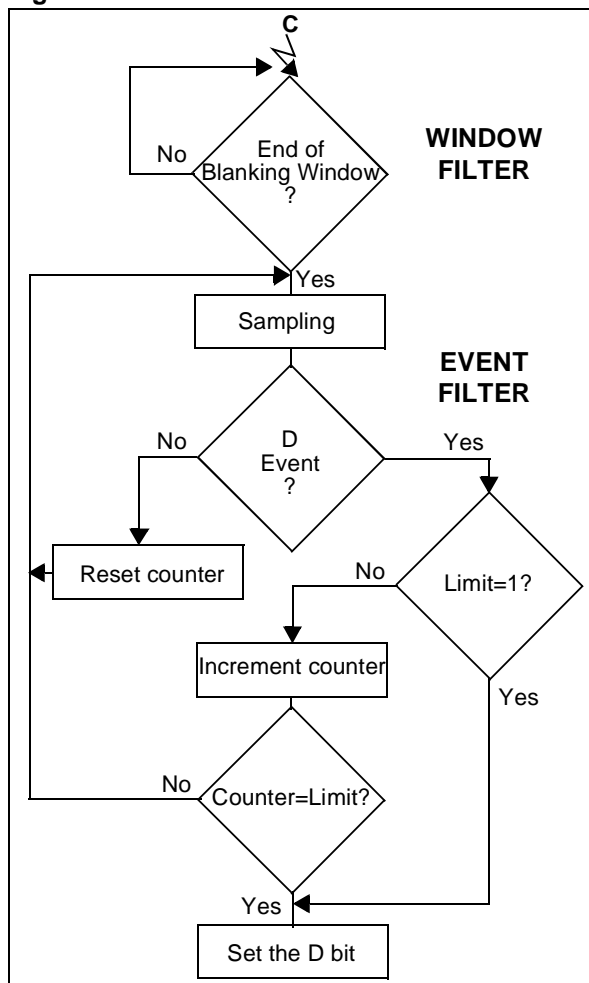 C
No
End of
Blanking Window
?
WINDOW
FILTER
Yes
Sampling
EVENT
FILTER
No
D
Event
?
Yes
Reset counter
No
Limit=1?
Increment counter
Yes
No
Counter=Limit?
Yes
Set the D bit